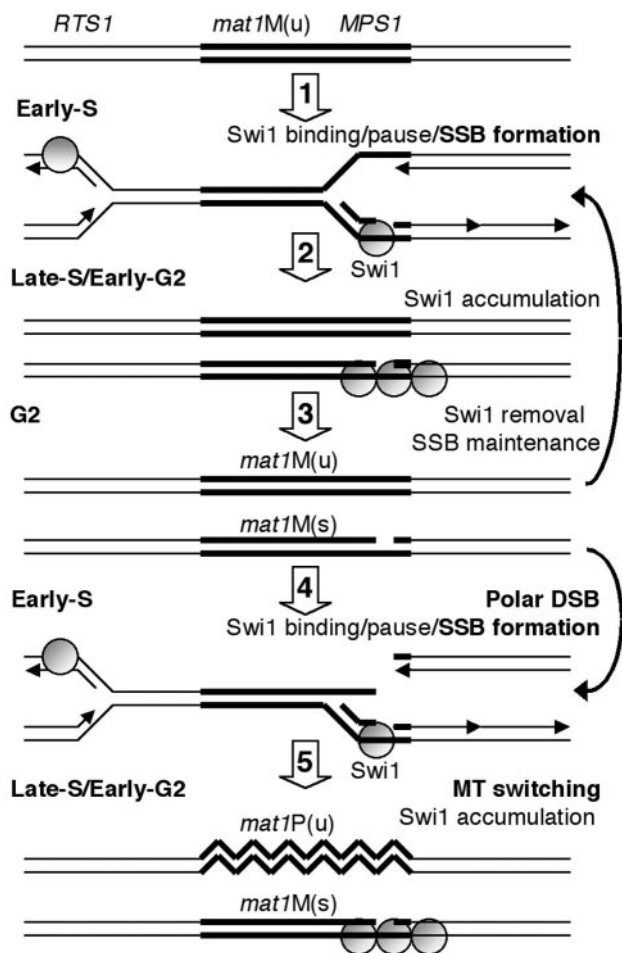 RTS1 mat1M(u) MPS1
1
Early-S
Swi1 binding/pause/SSB formation
2
Swi1
Late-S/Early-G2
Swi1 accumulation
3
G2
Swi1 removal
SSB maintenance
mat1M(u)
mat1M(s)
4
Early-S
Polar DSB
Swi1 binding/pause/SSB formation
5
Swi1
Late-S/Early-G2
MT switching
Swi1 accumulation
mat1P(u)
mat1M(s)